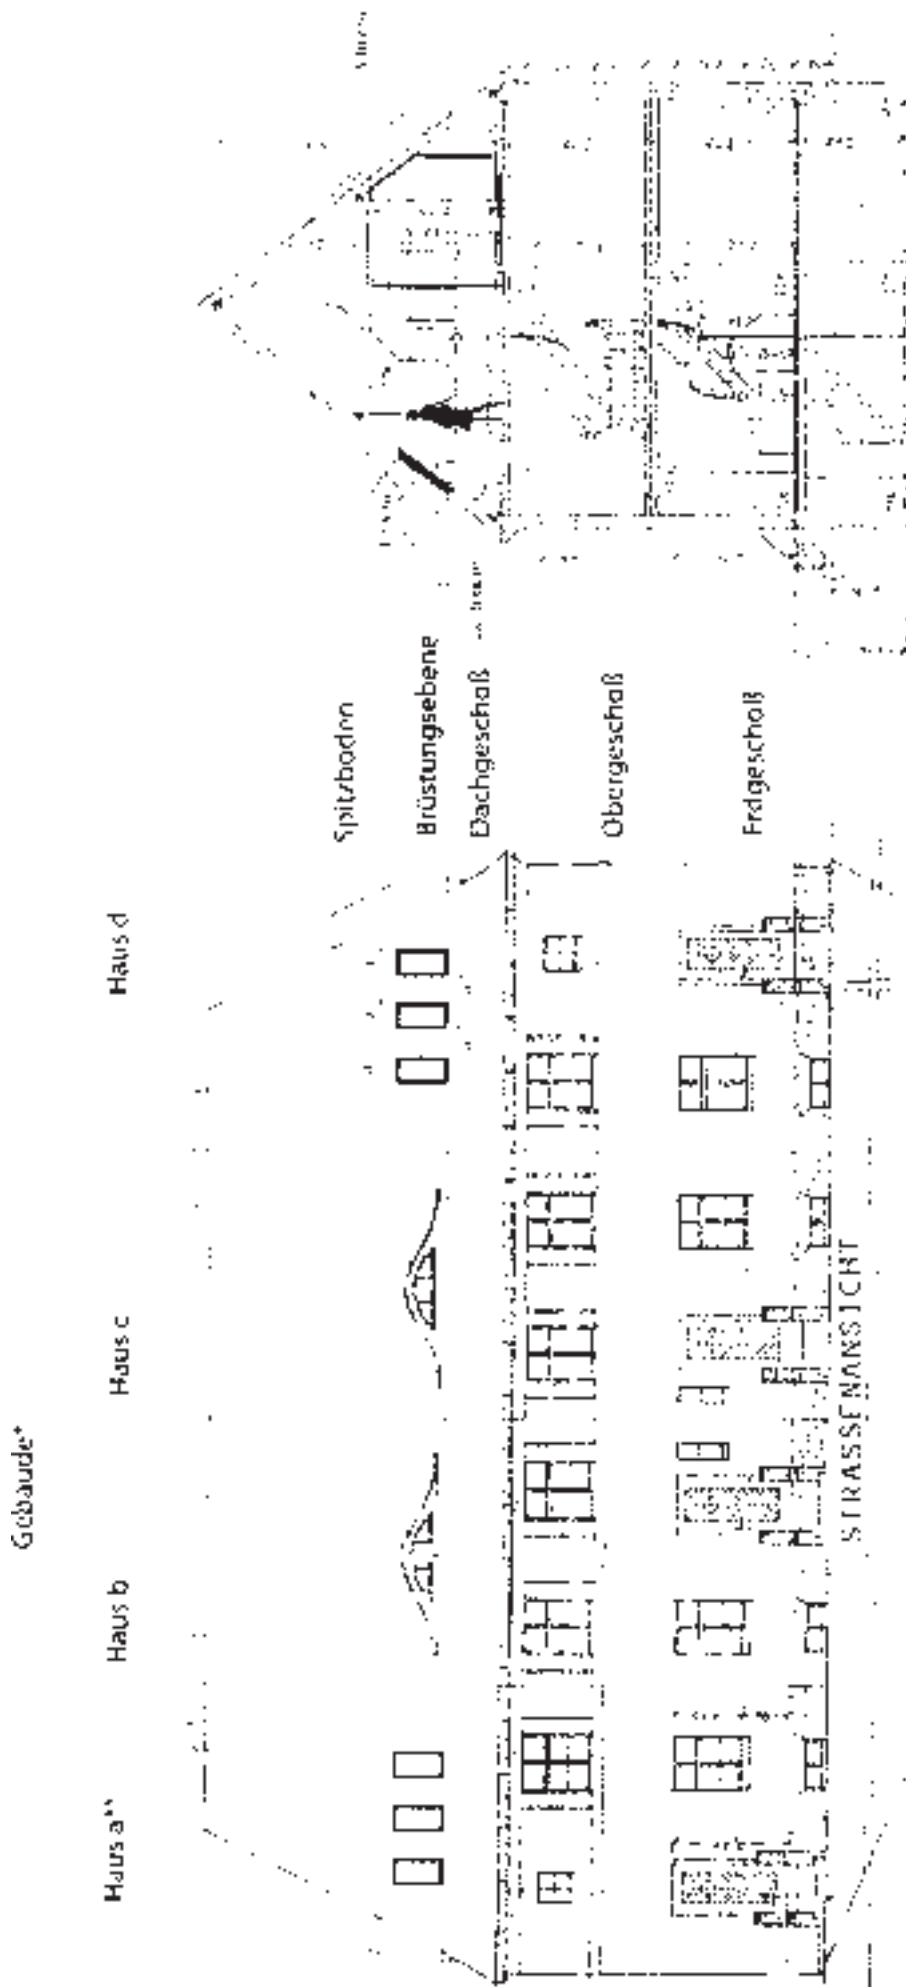 Gebäude*
Haus a**
Haus b
Haus c
Haus d
Spitzboden
Brüstungsebene
Dachgeschoß
Obergeschoß
Erdgeschoß
STRASSENANSICHT